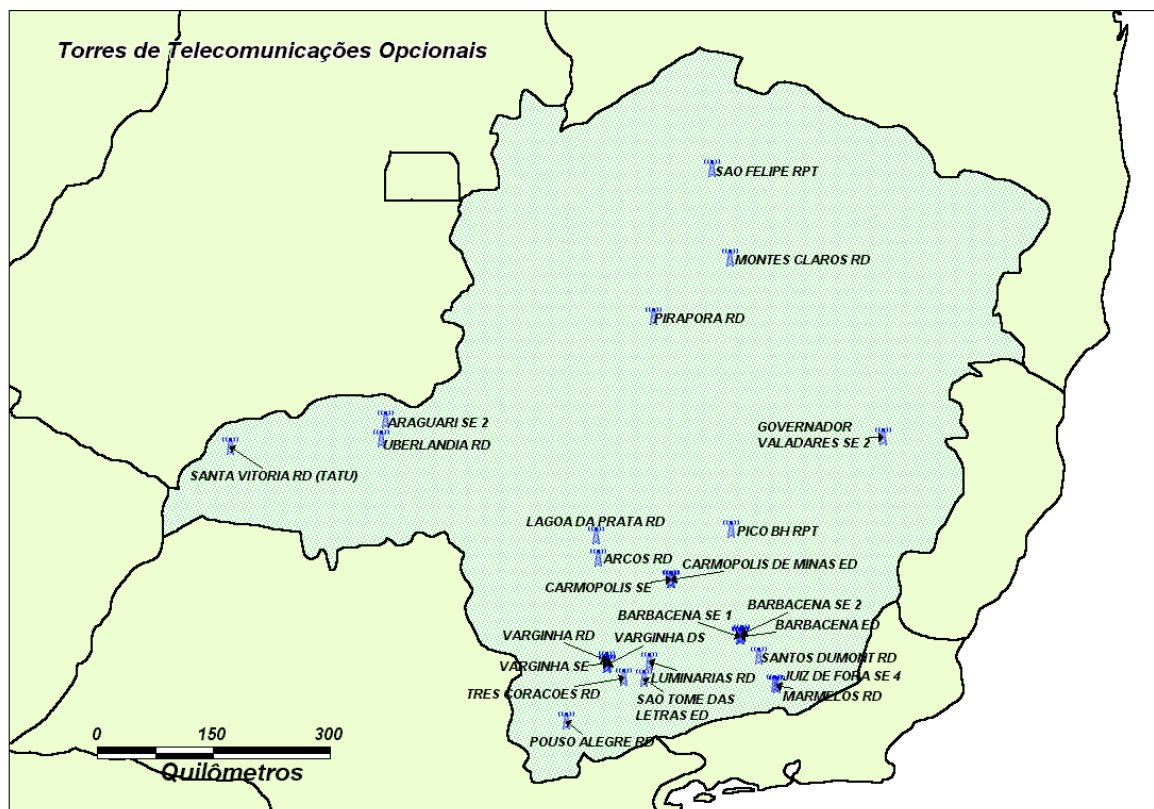 Torres de Telecomunicações Opcionais
SAO FELIPE RPT
MONTES CLAROS RD
PIRAPORA RD
ARAGUARI SE 2
UBERLANDIA RD
SANTA VITORIA RD (TATU)
GOVERNADOR
VALADARES SE 2
LAGOA DA PRATA RD
PICO BH RPT
ARCOS RD
CARMOPOLIS DE MINAS ED
CARMOPOLIS SE
BARBACENA SE 2
BARBACENA SE 1
BARBACENA ED
VARGINHA RD
VARGINHA DS
SANTOS DUMONT RD
VARGINHA SE
LUMINARIAS RD
JUIZ DE FORA SE 4
TRES CORACOES RD
MARMELOS RD
SAO TOME DAS
LETRAS ED
POUSO ALEGRE RD
0 150 300
Quilômetros